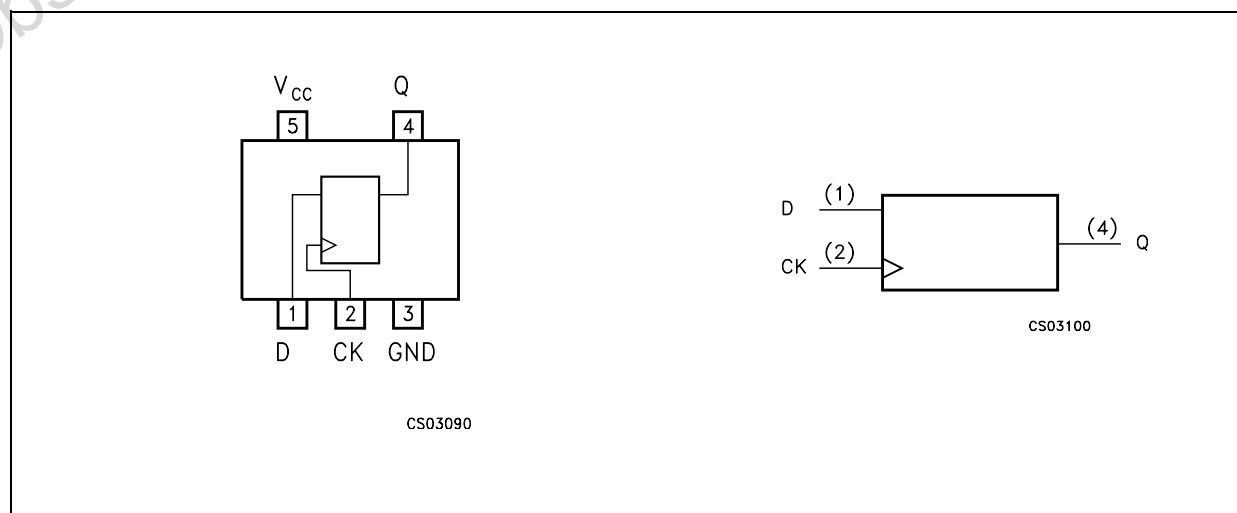 V CC Q
5 4
1 2 3
D CK GND
CS03090
D (1)
CK (2)
(4) Q
CS03100